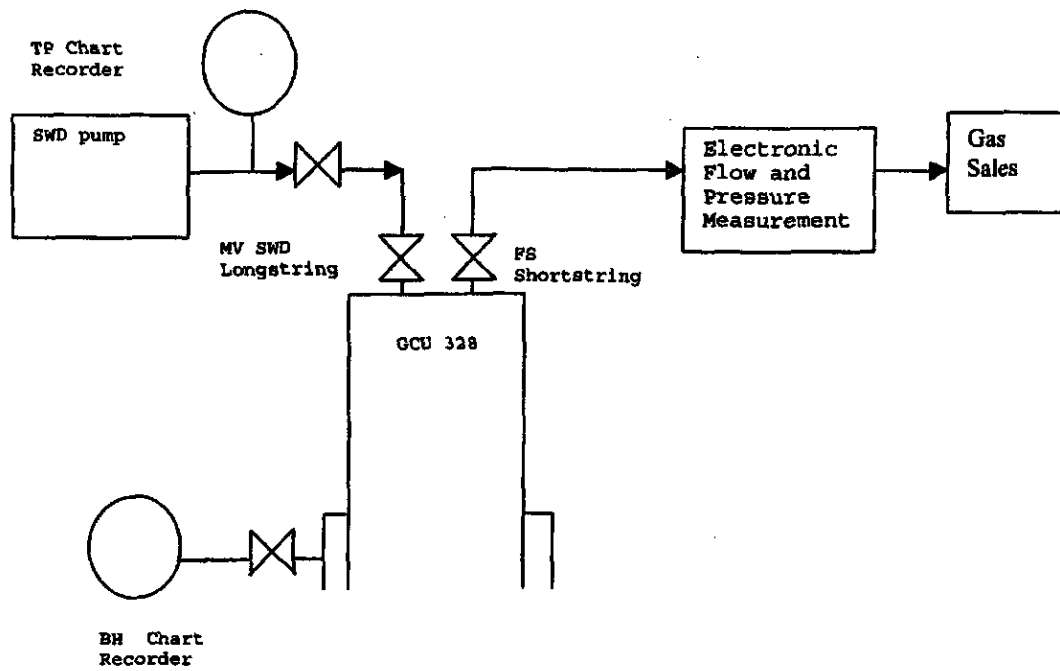 TP Chart
Recorder
SWD pump
Electronic
Flow and
Pressure
Measurement
Gas
Sales
MV SWD
Longstring
FS
Shortstring
GCU 328
BH Chart
Recorder